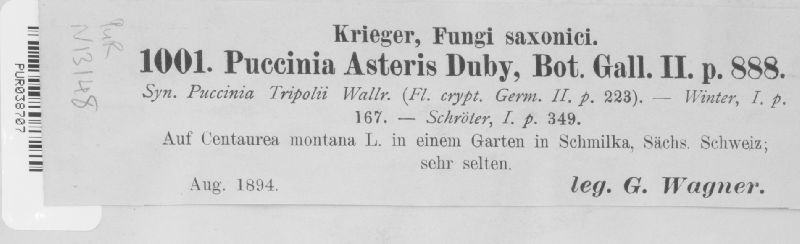 Krieger, Fungi saxonici.
1001. Puccinia Asteris Duby, Bot. Gall. II. p. 888.
Syn. Puccinia Tripolii Wallr. (Fl. crypt. Germ. II. p. 223). — Winter, I. p.
167. — Schröter, I. p. 349.
Auf Centaurea montana L. in einem Garten in Schmilka, Sächs. Schweiz;
sehr selten.
Aug. 1894.
leg. G. Wagner.
PUR038707
PUR
N13148